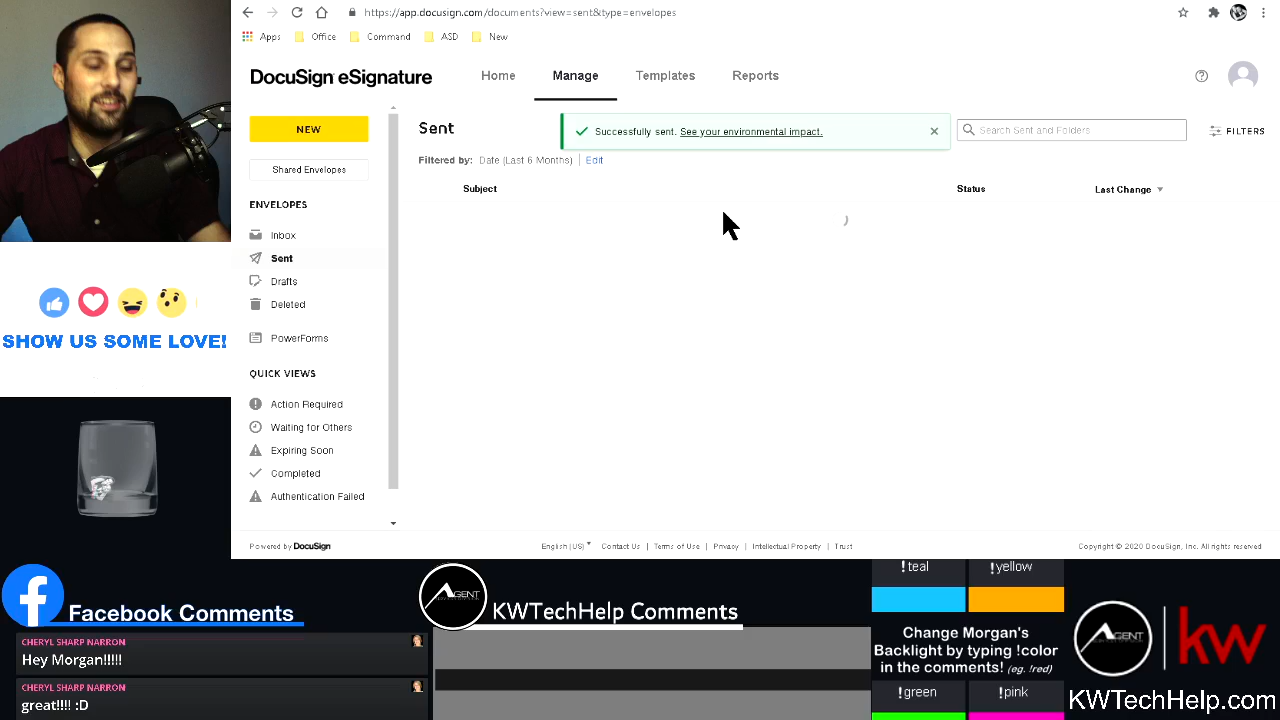 https://app.docusign.com/documents?view=sent&type=envelopes
Apps Office Command ASD New
DocuSign eSignature Home Manage Templates Reports
NEW
Shared Envelopes
ENVELOPES
Inbox
Sent
Drafts
Deleted
PowerForms
QUICK VIEWS
Action Required
Waiting for Others
Expiring Soon
Completed
Authentication Failed
Sent
Successfully sent. See your environmental impact.
Search Sent and Folders
FILTERS
Filtered by: Date (Last 6 Months) | Edit
Subject Status Last Change
Powered by DocuSign
English (US) Contact Us | Terms of Use | Privacy | Intellectual Property | Trust
Copyright © 2020 DocuSign, Inc. All rights reserved
SHOW US SOME LOVE!
Facebook Comments
CHERYL SHARP NARRON
Hey Morgan!!!!!
CHERYL SHARP NARRON
great!!!! :D
AGENT
KWTechHelp Comments
!teal !yellow
Change Morgan's
Backlight by typing !color
in the comments! (eg. !red)
!green !pink
AGENT
kw
KWTechHelp.com